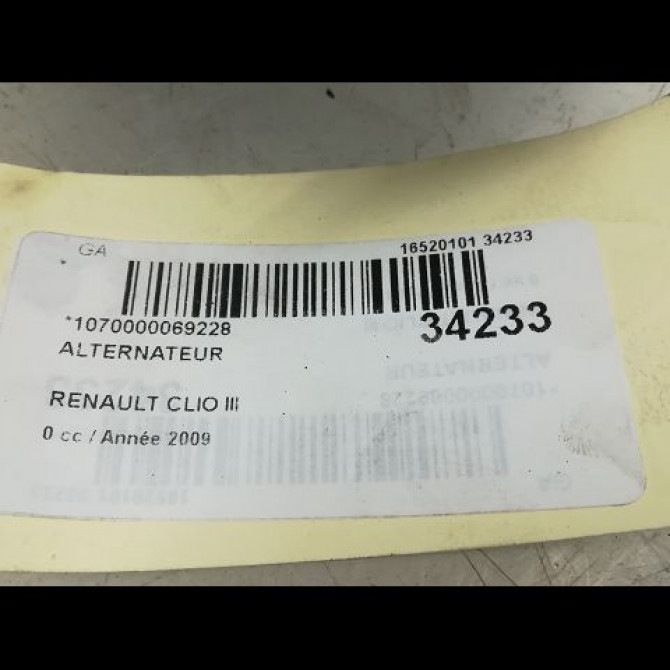 GA
16520101 34233
*
*1070000069228
34233
ALTERNATEUR
RENAULT CLIO III
0 cc / Année 2009